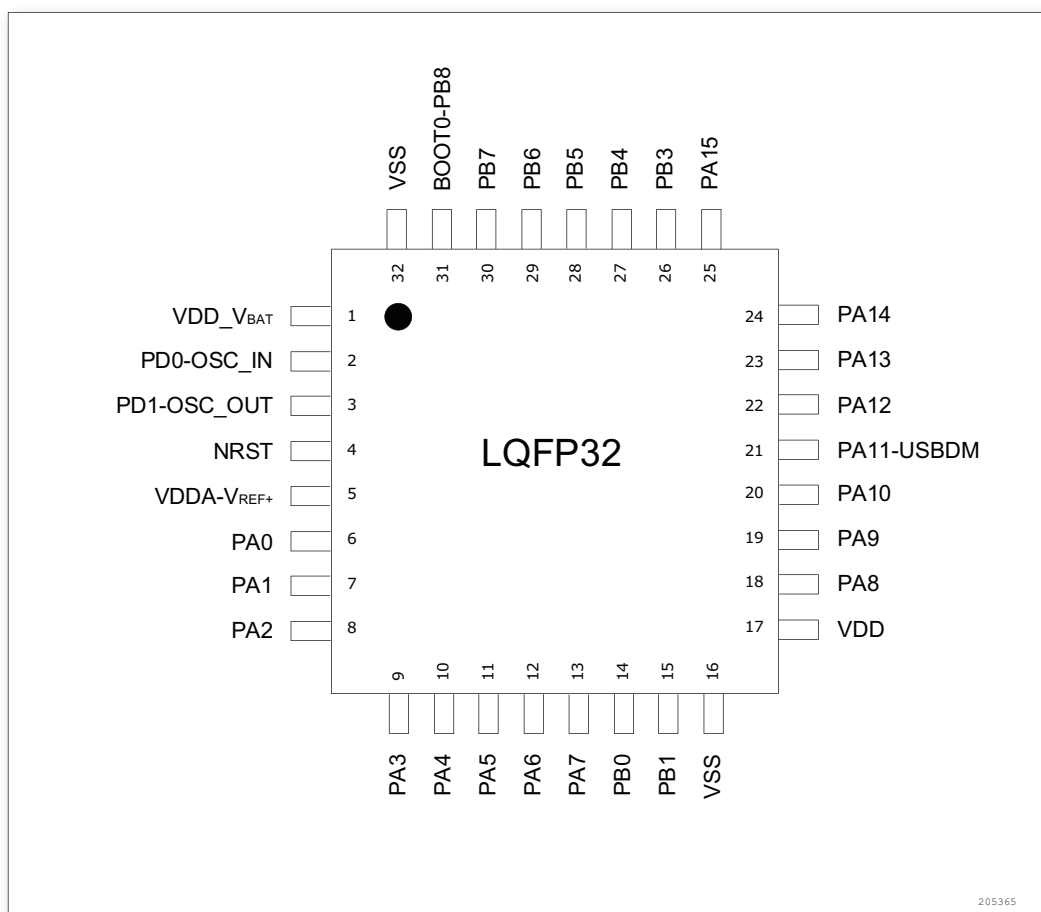 VSS
BOOT0-PB8
PB7
PB6
PB5
PB4
PB3
PA15
32
31
30
29
28
27
26
25
VDD_VBAT
1
24
PA14
PD0-OSC_IN
2
23
PA13
PD1-OSC_OUT
3
22
PA12
NRST
4
LQFP32
21
PA11-USBDM
VDDA-VREF+
5
20
PA10
PA0
6
19
PA9
PA1
7
18
PA8
PA2
8
17
VDD
9
10
11
12
13
14
15
16
PA3
PA4
PA5
PA6
PA7
PB0
PB1
VSS
205365